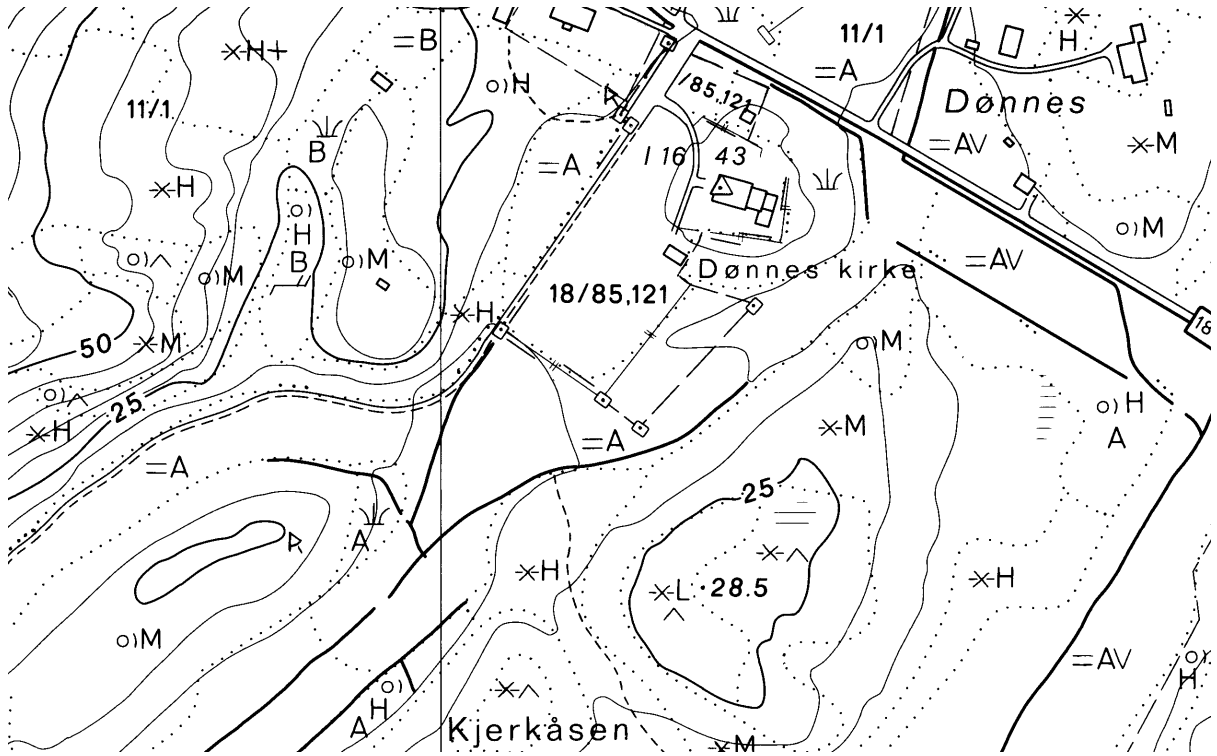 B
11/1
H
H+
A
11/1
H
/85,121
Dønnes
AV
M
B
A
I 16 43
H
H
M
B
M
M
M
Dønnes kirke
AV
18/85,121
H
18
50
M
M
25
H
A
H
M
A
A
25
A
H
H
L
28.5
M
AV
H
H
A
Kjerkåsen
M